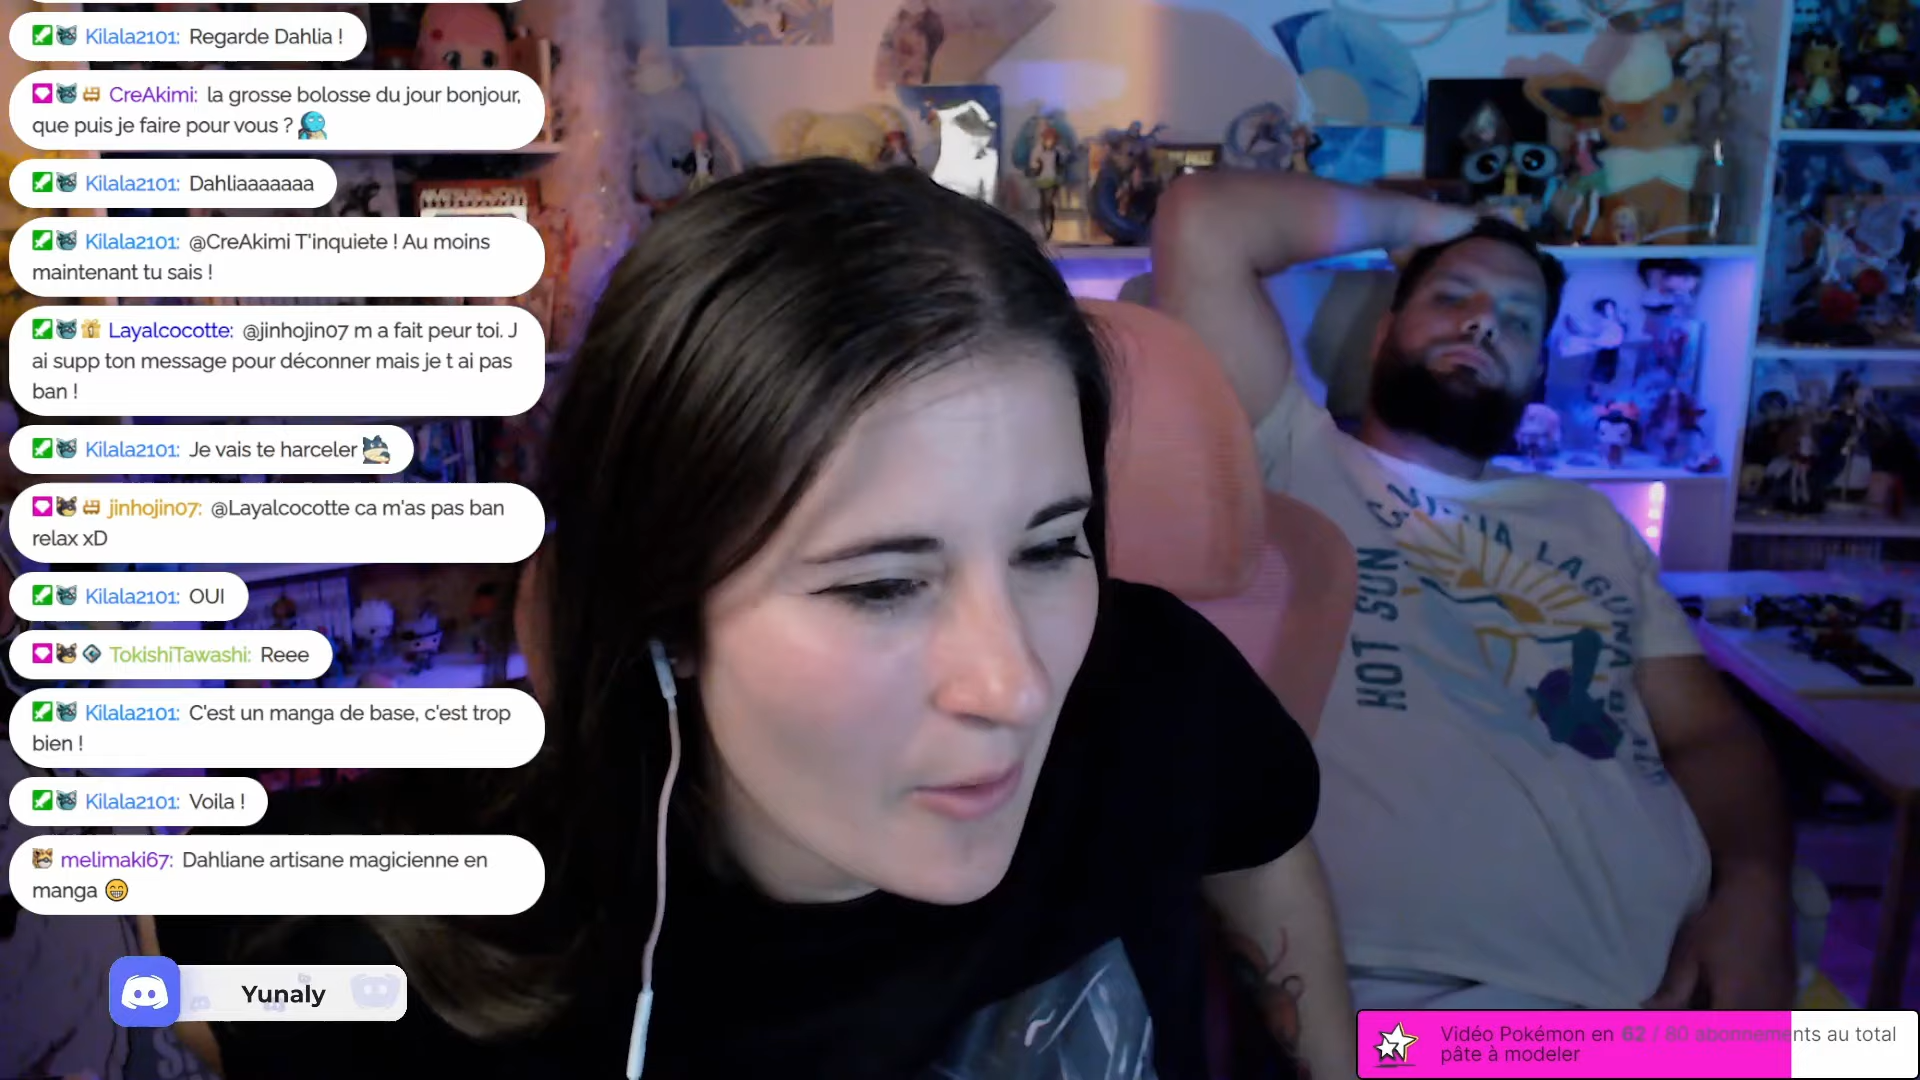 Kilala2101: Regarde Dahlia !
CreAkimi: la grosse bolosse du jour bonjour,
que puis je faire pour vous ?
Kilala2101: Dahliaaaaaaa
Kilala2101: @CreAkimi T'inquiete ! Au moins
maintenant tu sais !
Layalcocotte: @jinhojin07 m a fait peur toi. J
ai supp ton message pour déconner mais je t ai pas
ban !
Kilala2101: Je vais te harceler
jinhojin07: @Layalcocotte ca m'as pas ban
relax xD
Kilala2101: OUI
TokishiTawashi: Reee
Kilala2101: C'est un manga de base, c'est trop
bien !
Kilala2101: Voila !
melimaki67: Dahliane artisane magicienne en
manga 😁
Yunaly
HOT SUN
LAGUNA
Vidéo Pokémon en 62 / 80 abonnements au total
pâte à modeler